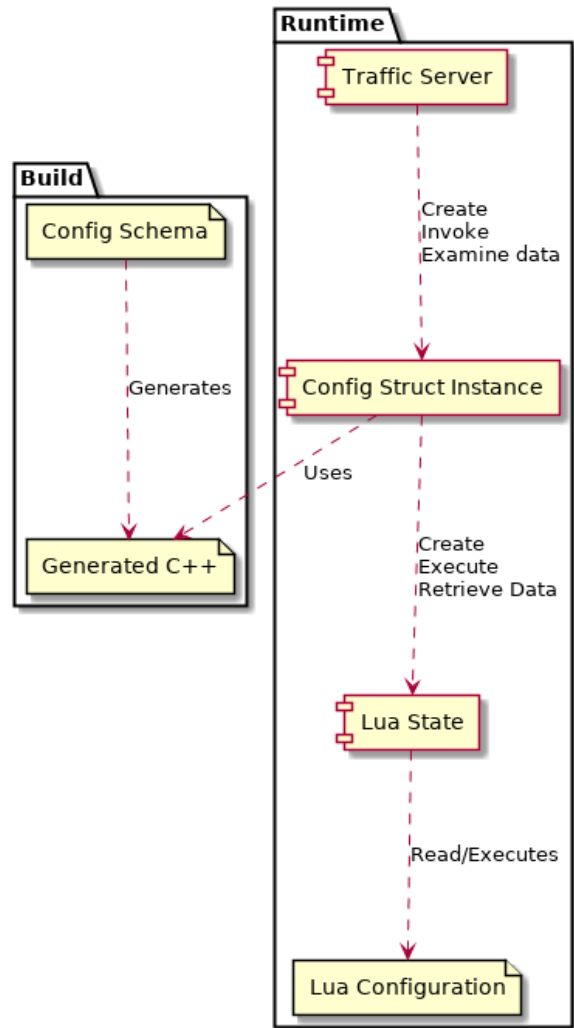 Runtime
Traffic Server
Build
Config Schema
Create
Invoke
Examine data
Generates
Config Struct Instance
Uses
Generated C++
Create
Execute
Retrieve Data
Lua State
Read/Executes
Lua Configuration